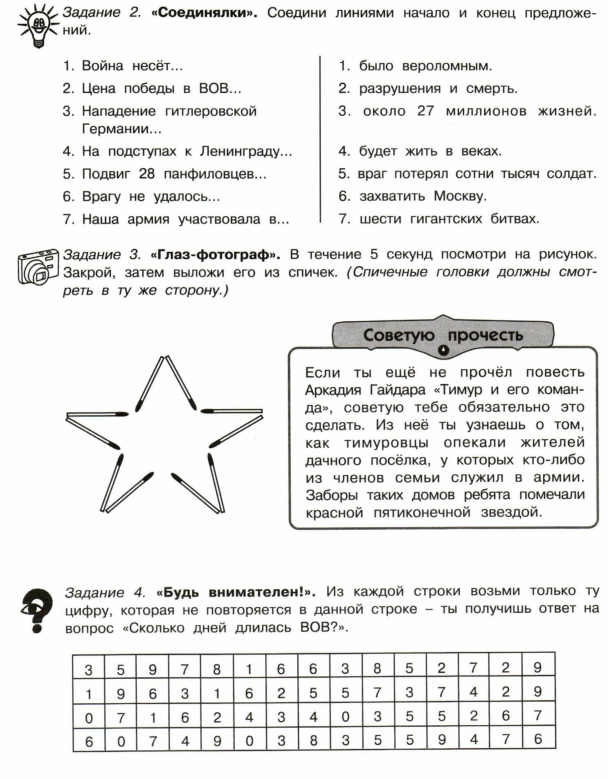 Задание 2. «Соединялки». Соедини линиями начало и конец предложе-
ний.
1. Война несёт...
2. Цена победы в ВОВ...
3. Нападение гитлеровской
Германии...
4. На подступах к Ленинграду...
5. Подвиг 28 панфиловцев...
6. Врагу не удалось...
7. Наша армия участвовала в...
1. было вероломным.
2. разрушения и смерть.
3. около 27 миллионов жизней.
4. будет жить в веках.
5. враг потерял сотни тысяч солдат.
6. захватить Москву.
7. шести гигантских битвах.
Задание 3. «Глаз-фотограф». В течение 5 секунд посмотри на рисунок.
Закрой, затем выложи его из спичек. (Спичечные головки должны смот-
реть в ту же сторону.)
Советую прочесть
Если ты ещё не прочёл повесть
Аркадия Гайдара «Тимур и его коман-
да», советую тебе обязательно это
сделать. Из неё ты узнаешь о том,
как тимуровцы опекали жителей
дачного посёлка, у которых кто-либо
из членов семьи служил в армии.
Заборы таких домов ребята помечали
красной пятиконечной звездой.
Задание 4. «Будь внимателен!». Из каждой строки возьми только ту
цифру, которая не повторяется в данной строке – ты получишь ответ на
вопрос «Сколько дней длилась ВОВ?».
3 5 9 7 8 1 6 6 3 8 5 2 7 2 9
1 9 6 3 1 6 2 5 5 7 3 7 4 2 9
0 7 1 6 2 4 3 4 0 3 5 5 2 6 7
6 0 7 4 9 0 3 8 3 5 5 9 4 7 6